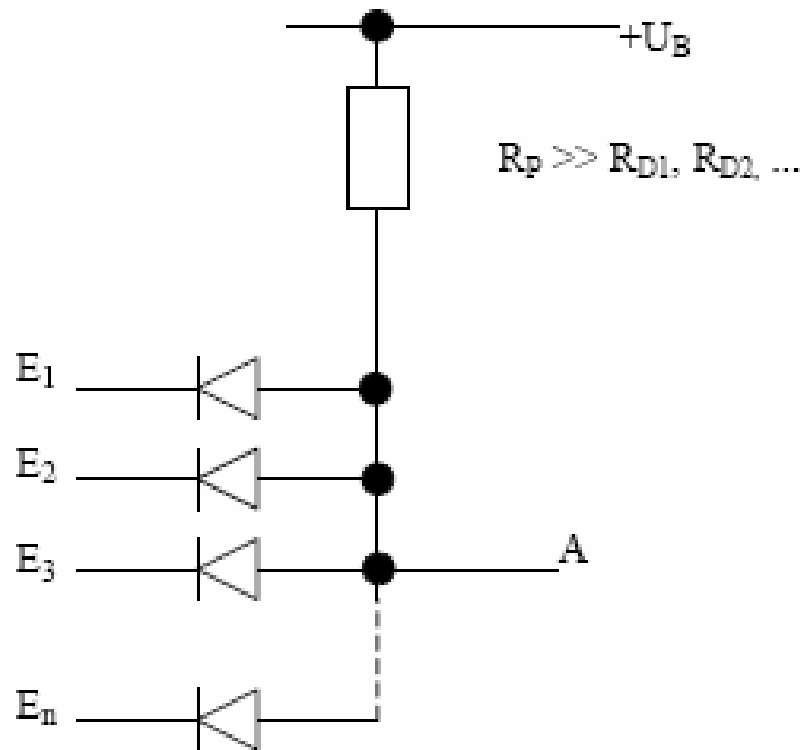 +U_B
R_P >> R_D1, R_D2, ...
E_1
E_2
E_3
A
E_n